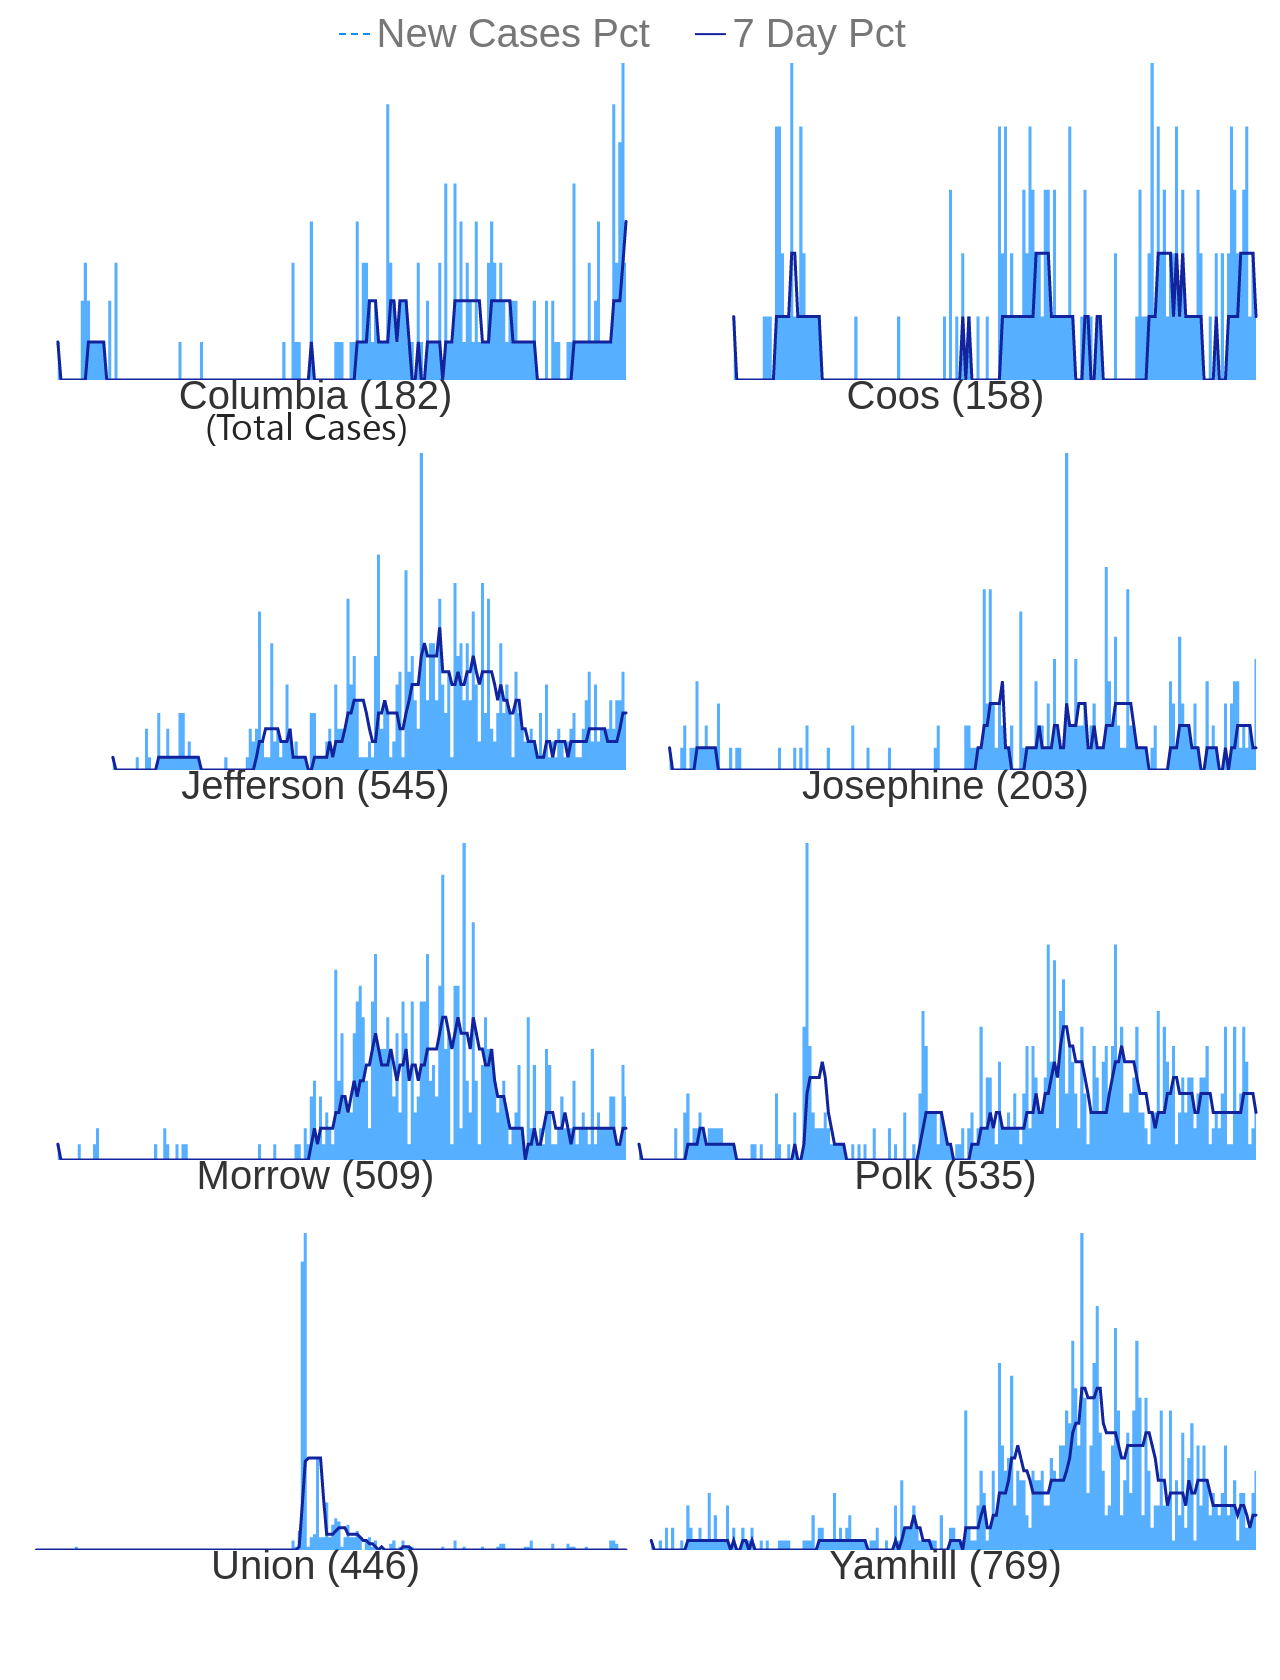 New Cases Pct 7 Day Pct
Columbia (182) Coos (158)
(Total Cases)
Jefferson (545) Josephine (203)
Morrow (509) Polk (535)
Union (446) Yamhill (769)